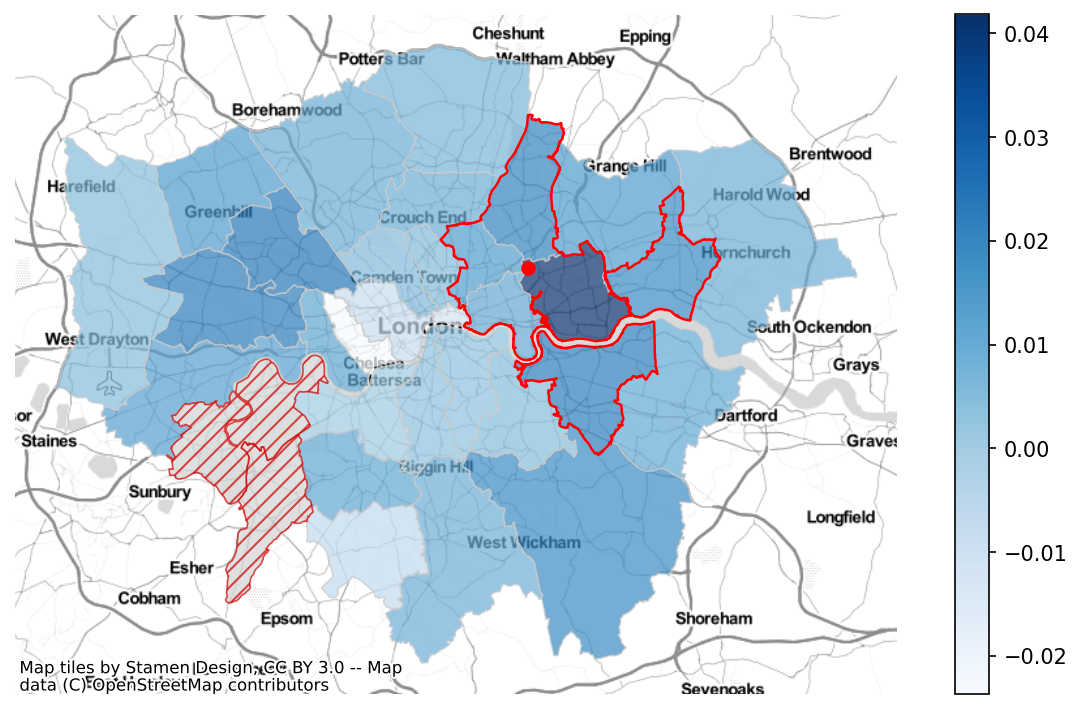 Cheshunt
Epping
Potters Bar
Waltham Abbey
Borehamwood
Brentwood
Grange Hill
Harefield
Harold Wood
Greenhill
Crouch End
Hornchurch
Camden Town
London
South Ockendon
West Drayton
Chelsea
Grays
Battersea
Dartford
Staines
Graves
Biggin Hill
Sunbury
Longfield
West Wickham
Esher
Cobham
Epsom
Shoreham
Sevenoaks
Map tiles by Stamen Design, CC BY 3.0 -- Map
data (C) OpenStreetMap contributors
0.04
0.03
0.02
0.01
0.00
−0.01
−0.02